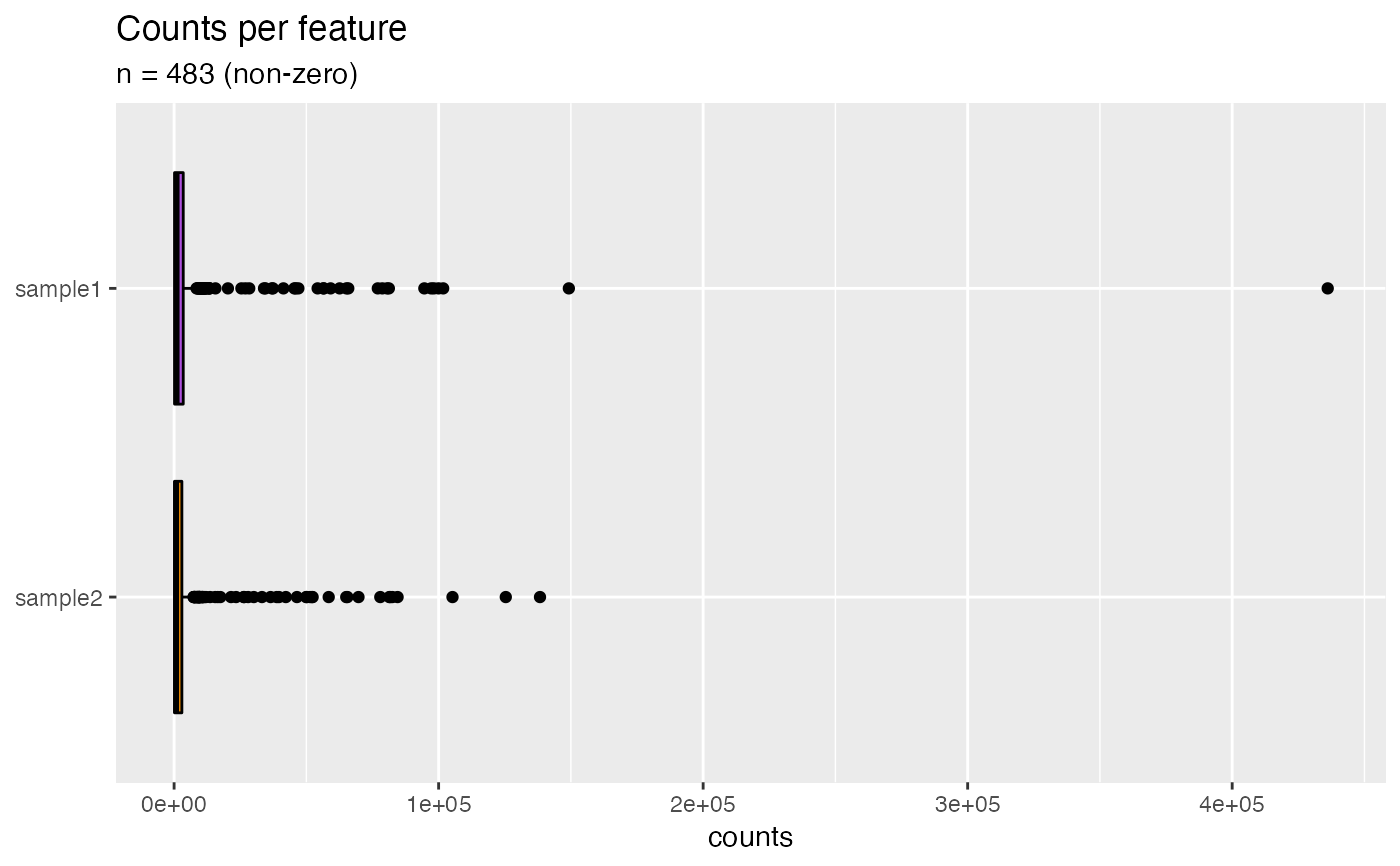 Counts per feature
n = 483 (non-zero)
sample1
sample2
0e+00 1e+05 2e+05 3e+05 4e+05
counts